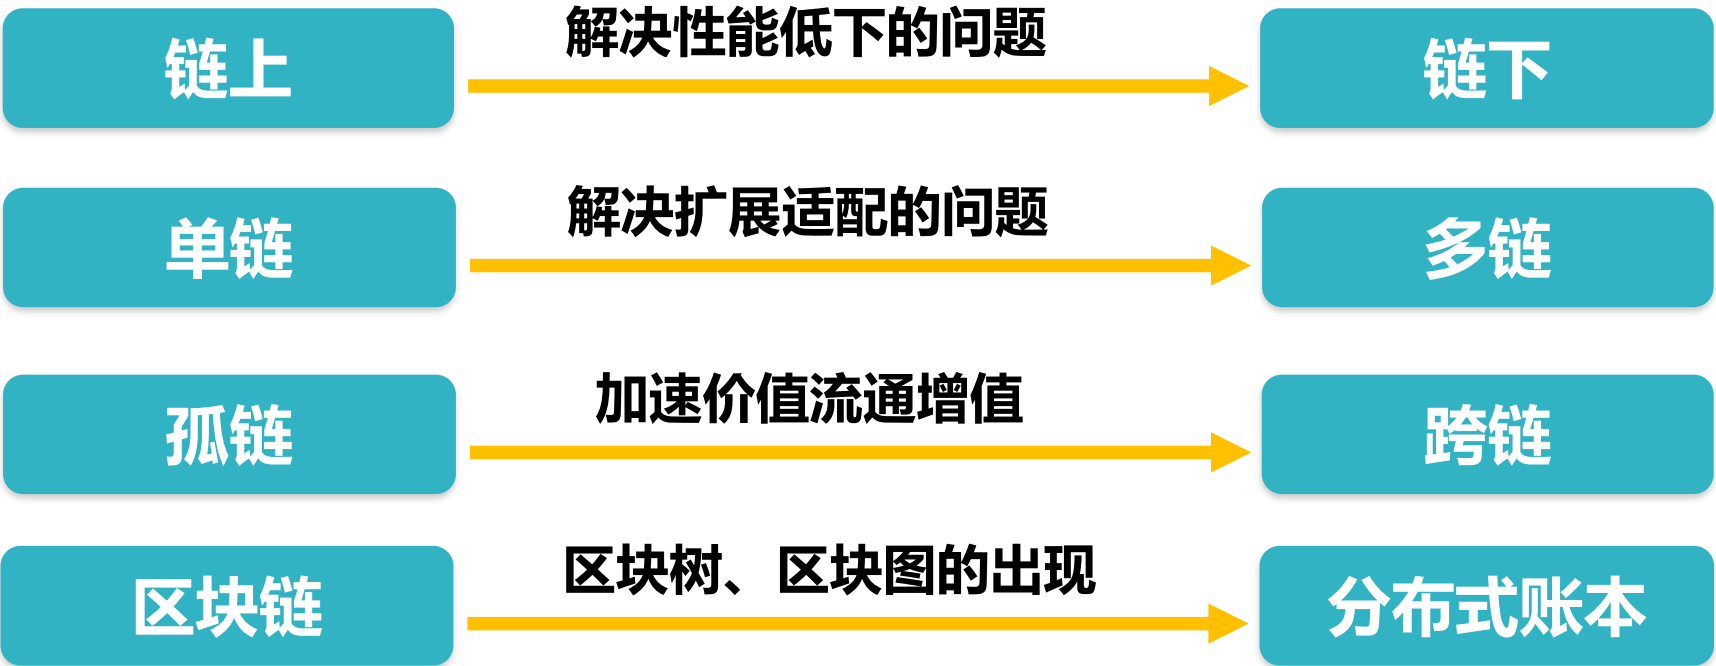 链上
解决性能低下的问题
链下
单链
解决扩展适配的问题
多链
孤链
加速价值流通增值
跨链
区块链
区块树、区块图的出现
分布式账本